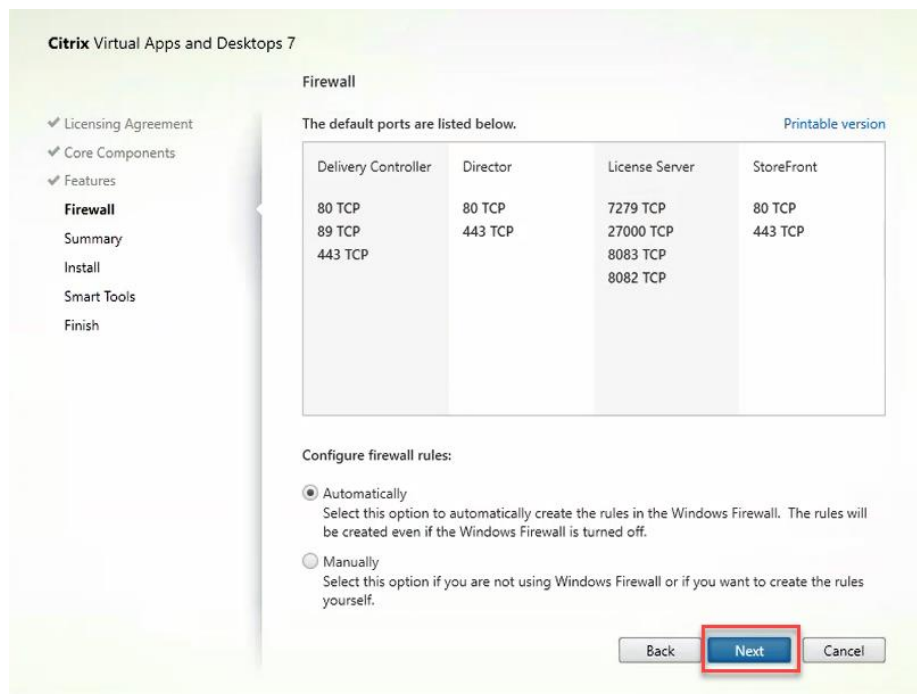 Citrix Virtual Apps and Desktops 7
Licensing Agreement
Core Components
Features
Firewall
Summary
Install
Smart Tools
Finish
Firewall
The default ports are listed below.
Printable version
Delivery Controller
80 TCP
89 TCP
443 TCP
Director
80 TCP
443 TCP
License Server
7279 TCP
27000 TCP
8083 TCP
8082 TCP
StoreFront
80 TCP
443 TCP
Configure firewall rules:
Automatically
Select this option to automatically create the rules in the Windows Firewall. The rules will
be created even if the Windows Firewall is turned off.
Manually
Select this option if you are not using Windows Firewall or if you want to create the rules
yourself.
Back
Next
Cancel